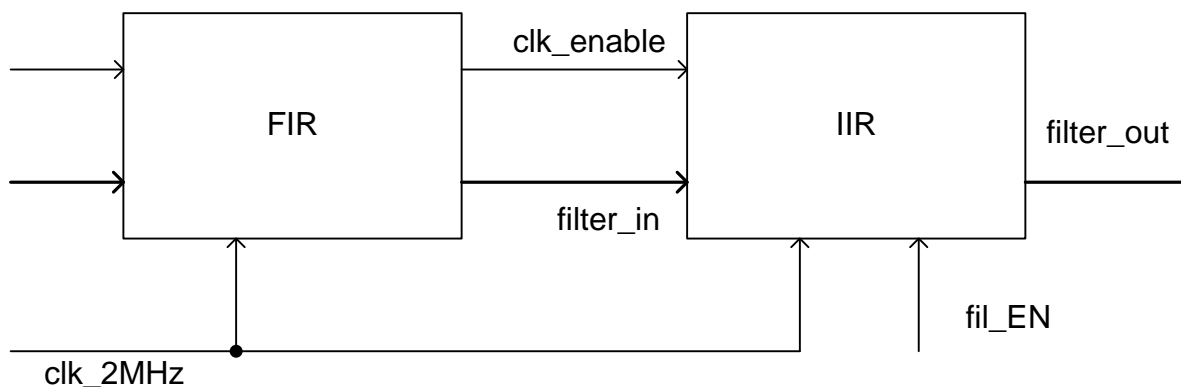 clk_enable
FIR
IIR
filter_out
filter_in
fil_EN
clk_2MHz